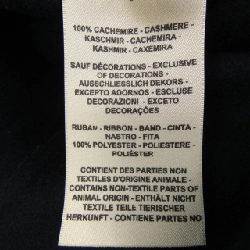 100% CACHEMIRE - CASHMERE -
KASCHMIR - CACHEMIR -
KASHMIR - CAXEMIRA
SAUF DÉCORATIONS - EXCLUSIVE
OF DECORATIONS -
AUSSCHLIESSLICH DEKORS -
EXCEPTO ADORNOS - ESCLUSE
DECORAZIONI - EXCETO
DECORAÇÕES
RUBAN - RIBBON - BAND - CINTA -
NASTRO - FITA
100% POLYESTER - POLIESTERE -
POLIÉSTER
CONTIENT DES PARTIES NON
TEXTILES D'ORIGINE ANIMALE -
CONTAINS NON-TEXTILE PARTS OF
ANIMAL ORIGIN - ENTHÄLT NICHT
TEXTILE TEILE TIERISCHER
HERKUNFT - CONTIENE PARTES NO